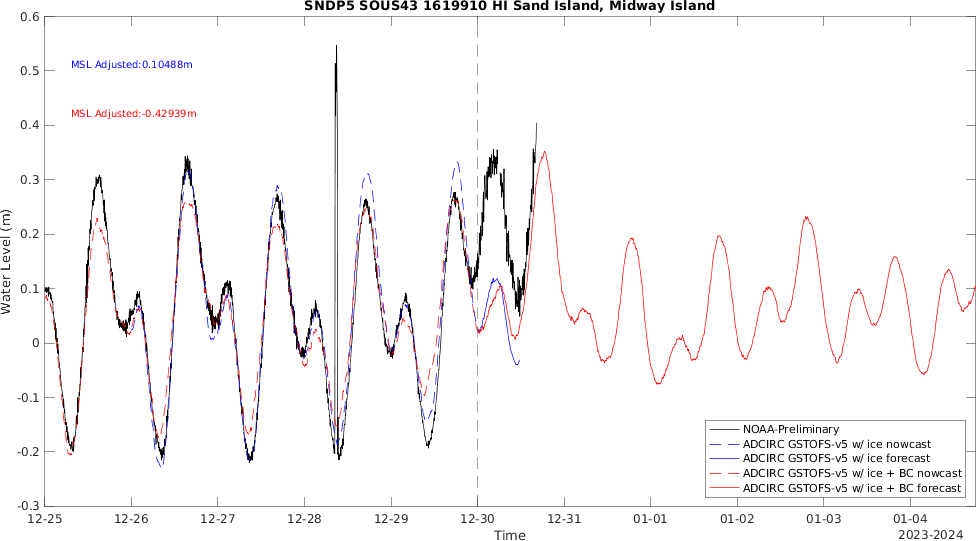 SNDP5 SOUS43 1619910 HI Sand Island, Midway Island
0.6
0.5
0.4
0.3
0.2
0.1
0
-0.1
-0.2
-0.3
Water Level (m)
MSL Adjusted:0.10488m
MSL Adjusted:-0.42939m
NOAA-Preliminary
ADCIRC GSTOFS-v5 w/ ice nowcast
ADCIRC GSTOFS-v5 w/ ice forecast
ADCIRC GSTOFS-v5 w/ ice + BC nowcast
ADCIRC GSTOFS-v5 w/ ice + BC forecast
12-25 12-26 12-27 12-28 12-29 12-30 12-31 01-01 01-02 01-03 01-04
Time
2023-2024